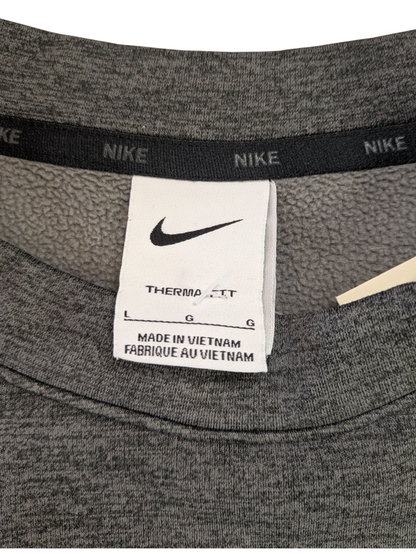 NIKE NIKE NIKE
THERMA-FIT
L G G
MADE IN VIETNAM
FABRIQUE AU VIETNAM